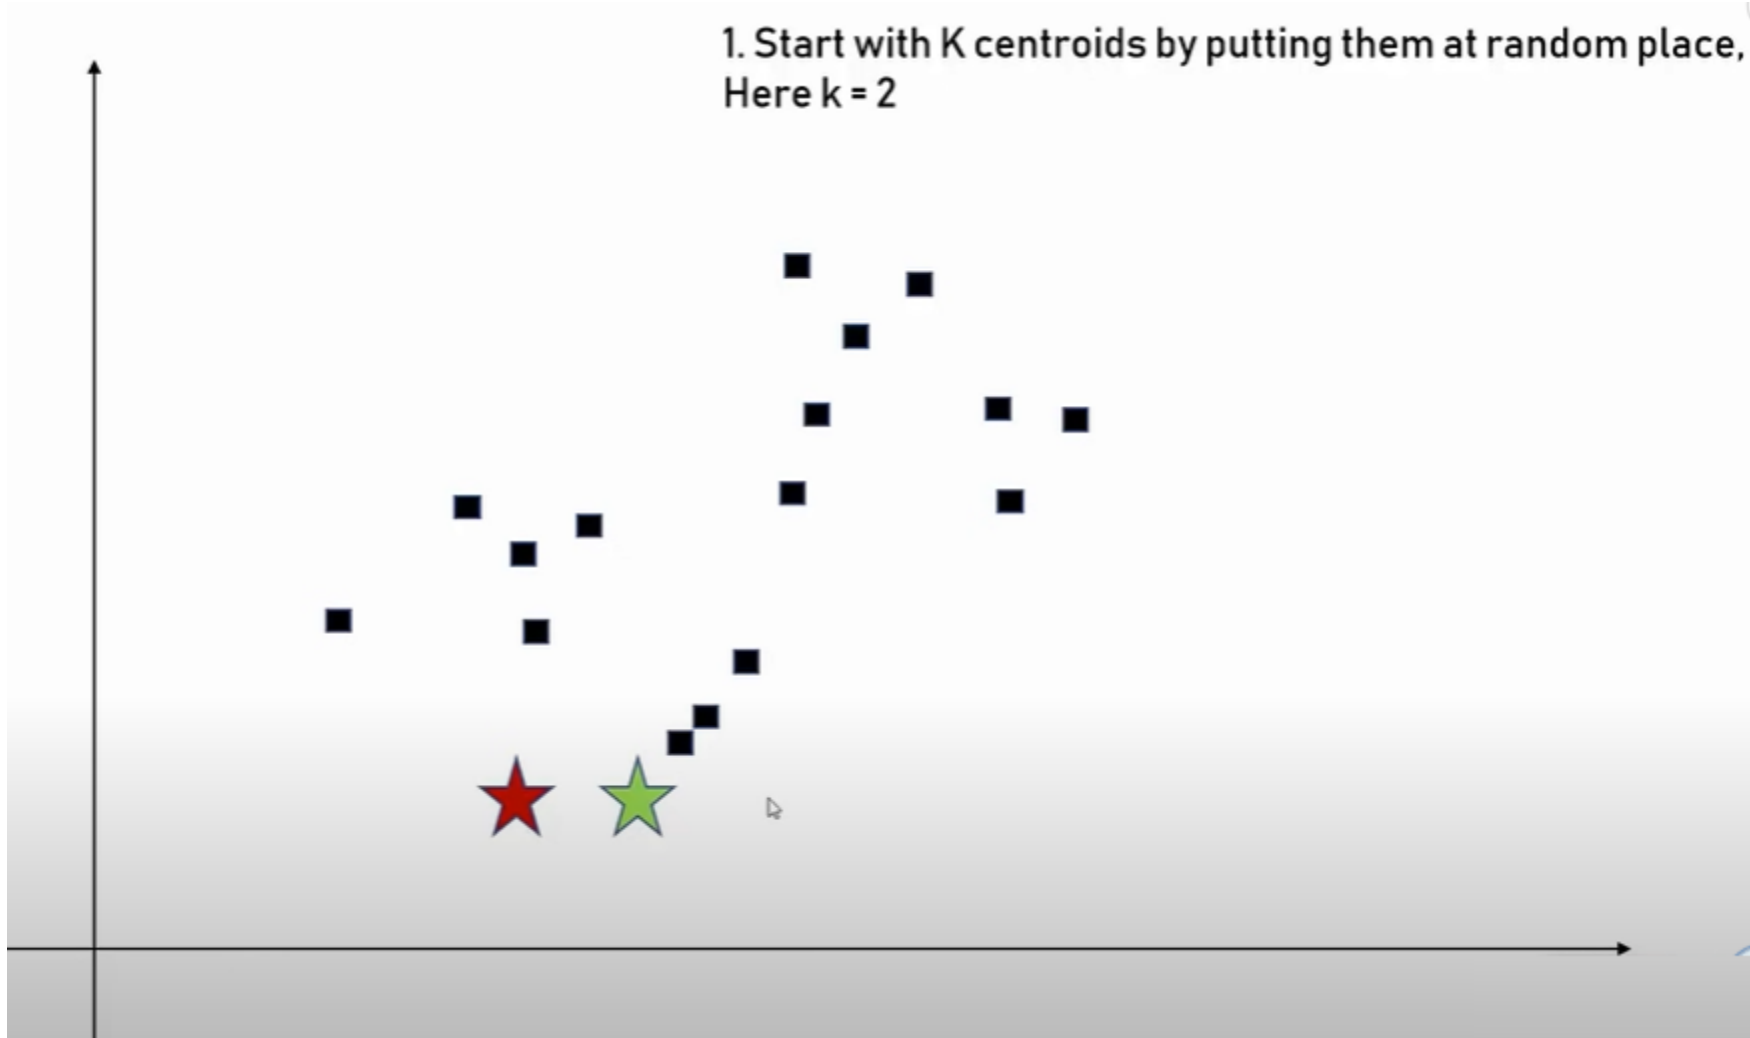 1. Start with K centroids by putting them at random place,
Here k = 2